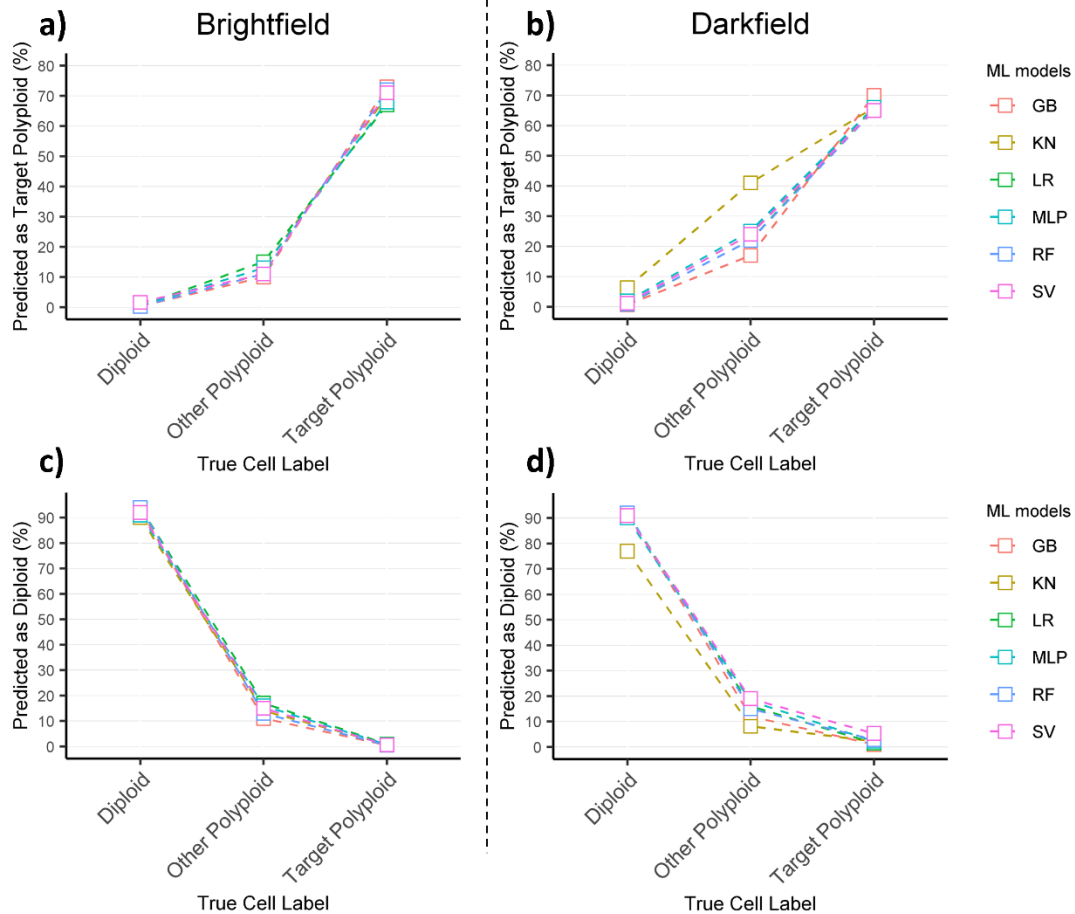 a)
Brightfield
Predicted as Target Polyploid (%)
80
70
60
50
40
30
20
10
0
Diploid
Other Polyploid
Target Polyploid
True Cell Label
b)
Darkfield
Predicted as Target Polyploid (%)
80
70
60
50
40
30
20
10
0
Diploid
Other Polyploid
Target Polyploid
True Cell Label
ML models
GB
KN
LR
MLP
RF
SV
c)
Predicted as Diploid (%)
90
80
70
60
50
40
30
20
10
0
Diploid
Other Polyploid
Target Polyploid
True Cell Label
d)
Predicted as Diploid (%)
90
80
70
60
50
40
30
20
10
0
Diploid
Other Polyploid
Target Polyploid
True Cell Label
ML models
GB
KN
LR
MLP
RF
SV